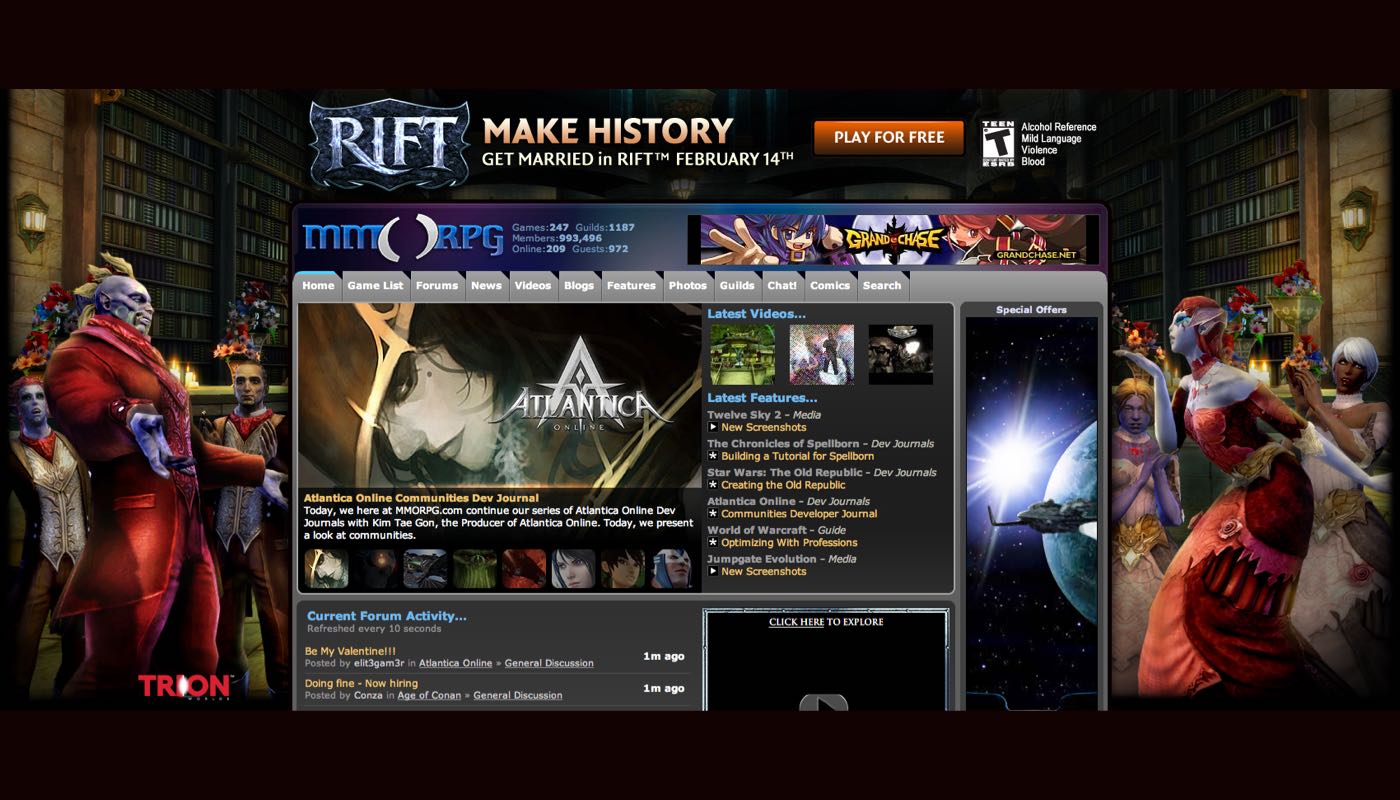 RIFT
MAKE HISTORY
GET MARRIED in RIFT™ FEBRUARY 14TH
PLAY FOR FREE
TEEN
T
ESRB
Alcohol Reference
Mild Language
Violence
Blood
MMORPG
Games:247 Guilds:1187
Members:993,496
Online:209 Guests:972
GRAND CHASE
GRANDCHASE.NET
Home Game List Forums News Videos Blogs Features Photos Guilds Chat! Comics Search
ATLANTICA
ONLINE
Atlantica Online Communities Dev Journal
Today, we here at MMORPG.com continue our series of Atlantica Online Dev
Journals with Kim Tae Gon, the Producer of Atlantica Online. Today, we present
a look at communities.
Latest Videos...
Latest Features...
Twelve Sky 2 - Media
New Screenshots
The Chronicles of Spellborn - Dev Journals
* Building a Tutorial for Spellborn
Star Wars: The Old Republic - Dev Journals
* Creating the Old Republic
Atlantica Online - Dev Journals
* Communities Developer Journal
World of Warcraft - Guide
* Optimizing With Professions
Jumpgate Evolution - Media
New Screenshots
Special Offers
Current Forum Activity...
Refreshed every 10 seconds
Be My Valentine!!!
Posted by elit3gam3r in Atlantica Online » General Discussion
1m ago
Doing fine - Now hiring
Posted by Conza in Age of Conan » General Discussion
1m ago
CLICK HERE TO EXPLORE
TRION
WORLDS